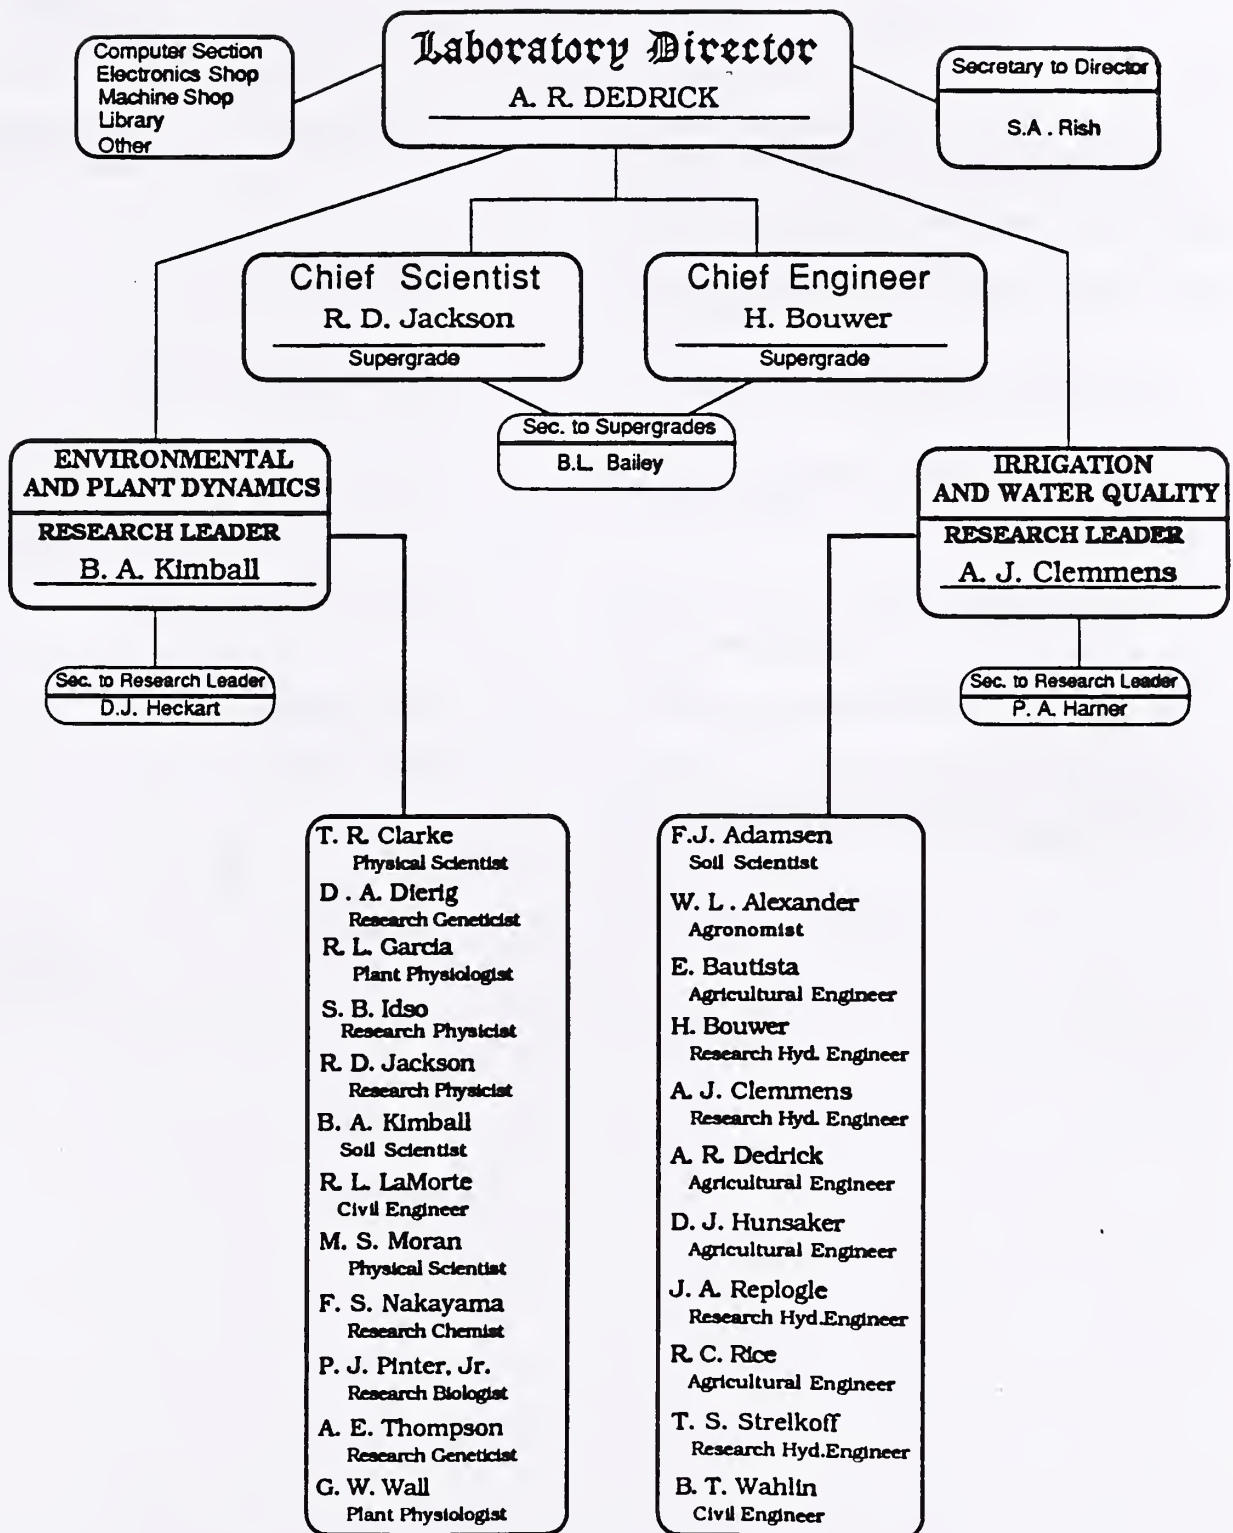 Computer Section
Electronics Shop
Machine Shop
Library
Other
Laboratory Director
A. R. DEDRICK
Secretary to Director
S.A . Rish
Chief Scientist
R. D. Jackson
Supergrade
Chief Engineer
H. Bouwer
Supergrade
Sec. to Supergrades
B.L. Bailey
ENVIRONMENTAL
AND PLANT DYNAMICS
RESEARCH LEADER
B. A. Kimball
Sec. to Research Leader
D.J. Heckart
IRRIGATION
AND WATER QUALITY
RESEARCH LEADER
A. J. Clemmens
Sec. to Research Leader
P. A. Harner
T. R. Clarke
Physical Scientist
D . A. Dierig
Research Geneticist
R. L. Garcia
Plant Physiologist
S. B. Idso
Research Physicist
R. D. Jackson
Research Physicist
B. A. Kimball
Soil Scientist
R. L. LaMorte
Civil Engineer
M. S. Moran
Physical Scientist
F. S. Nakayama
Research Chemist
P. J. Pinter, Jr.
Research Biologist
A. E. Thompson
Research Geneticist
G. W. Wall
Plant Physiologist
F.J. Adamsen
Soil Scientist
W. L . Alexander
Agronomist
E. Bautista
Agricultural Engineer
H. Bouwer
Research Hyd. Engineer
A. J. Clemmens
Research Hyd. Engineer
A. R. Dedrick
Agricultural Engineer
D. J. Hunsaker
Agricultural Engineer
J. A. Replogle
Research Hyd.Engineer
R. C. Rice
Agricultural Engineer
T. S. Strelkoff
Research Hyd.Engineer
B. T. Wahlin
Civil Engineer